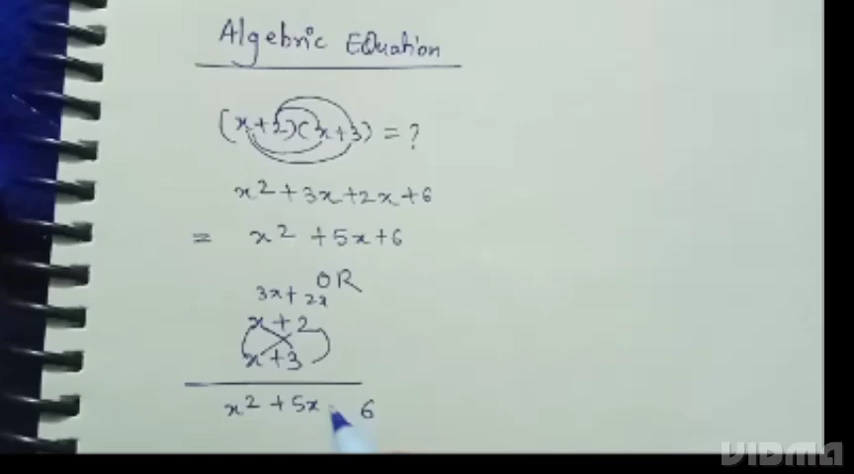 Algebric EQuation
(x+2)(x+3) = ?
x² + 3x + 2x + 6
= x² + 5x + 6
OR
3x + 2x
x + 2
x + 3
x² + 5x 6
VIDMA